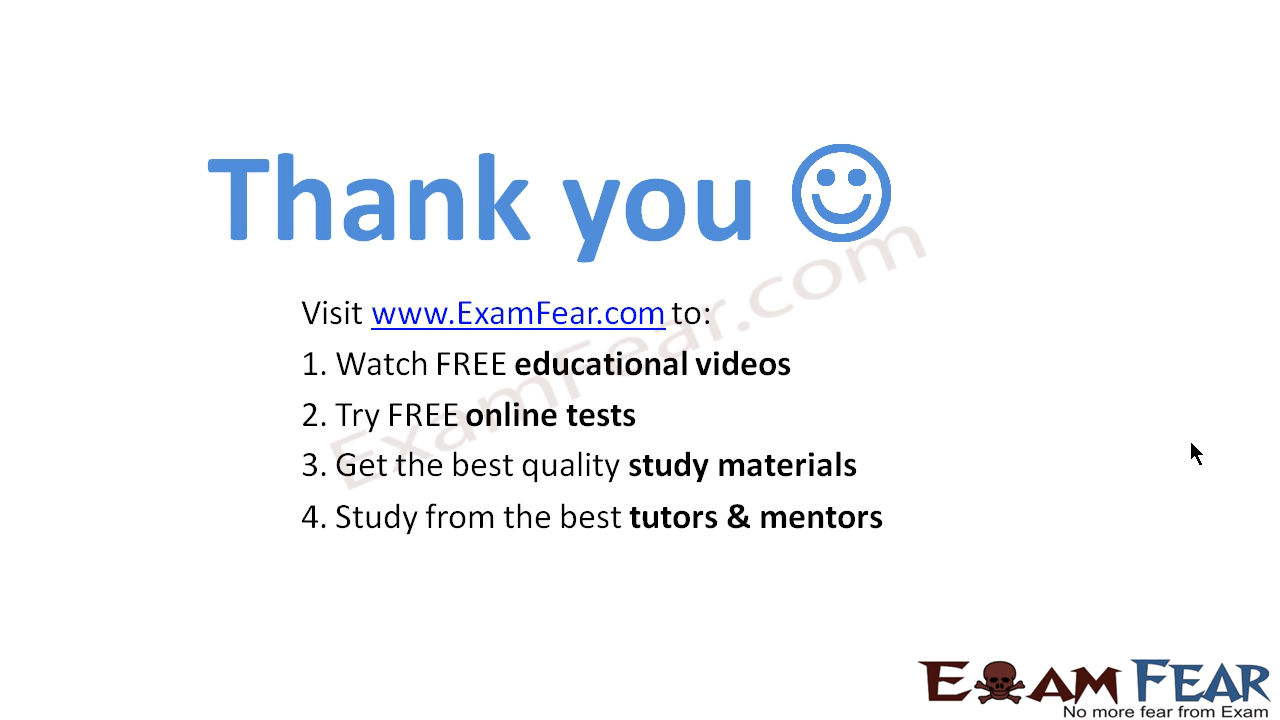 Thank you ☺
Visit www.ExamFear.com to:
1. Watch FREE educational videos
2. Try FREE online tests
3. Get the best quality study materials
4. Study from the best tutors & mentors
ExamFear.com
EXAM FEAR
No more fear from Exam